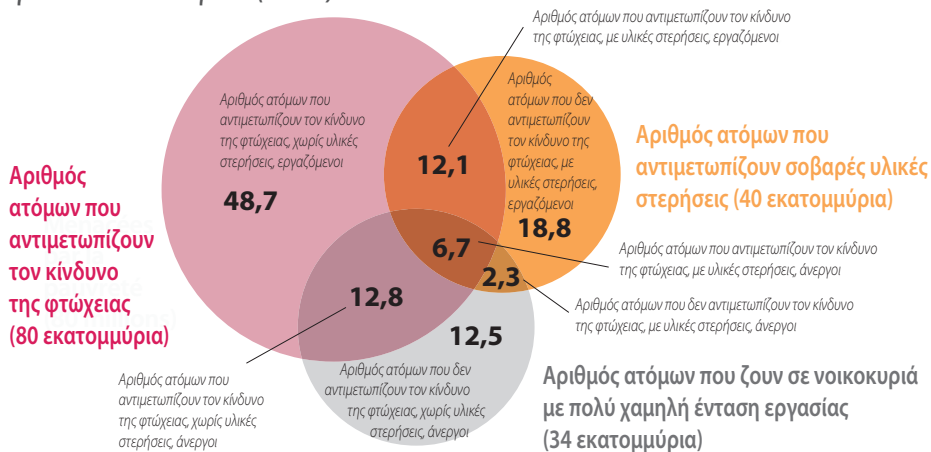 Αριθμός ατόμων που αντιμετωπίζουν τον κίνδυνο
της φτώχειας, με υλικές στερήσεις, εργαζόμενοι
Αριθμός ατόμων που
αντιμετωπίζουν τον κίνδυνο
της φτώχειας, χωρίς υλικές
στερήσεις, εργαζόμενοι
48,7
Αριθμός
ατόμων που δεν
αντιμετωπίζουν
τον κίνδυνο της
φτώχειας, με
υλικές στερήσεις,
εργαζόμενοι
18,8
12,1
Αριθμός ατόμων που
αντιμετωπίζουν σοβαρές υλικές
στερήσεις (40 εκατομμύρια)
Αριθμός
ατόμων που
αντιμετωπίζουν
τον κίνδυνο
της φτώχειας
(80 εκατομμύρια)
6,7
Αριθμός ατόμων που αντιμετωπίζουν τον κίνδυνο
της φτώχειας, με υλικές στερήσεις, άνεργοι
2,3
Αριθμός ατόμων που δεν αντιμετωπίζουν τον κίνδυνο
της φτώχειας, με υλικές στερήσεις, άνεργοι
12,8
12,5
Αριθμός ατόμων που
αντιμετωπίζουν τον κίνδυνο
της φτώχειας, χωρίς υλικές
στερήσεις, άνεργοι
Αριθμός ατόμων που δεν
αντιμετωπίζουν τον κίνδυνο
της φτώχειας, χωρίς υλικές
στερήσεις, άνεργοι
Αριθμός ατόμων που ζουν σε νοικοκυριά
με πολύ χαμηλή ένταση εργασίας
(34 εκατομμύρια)